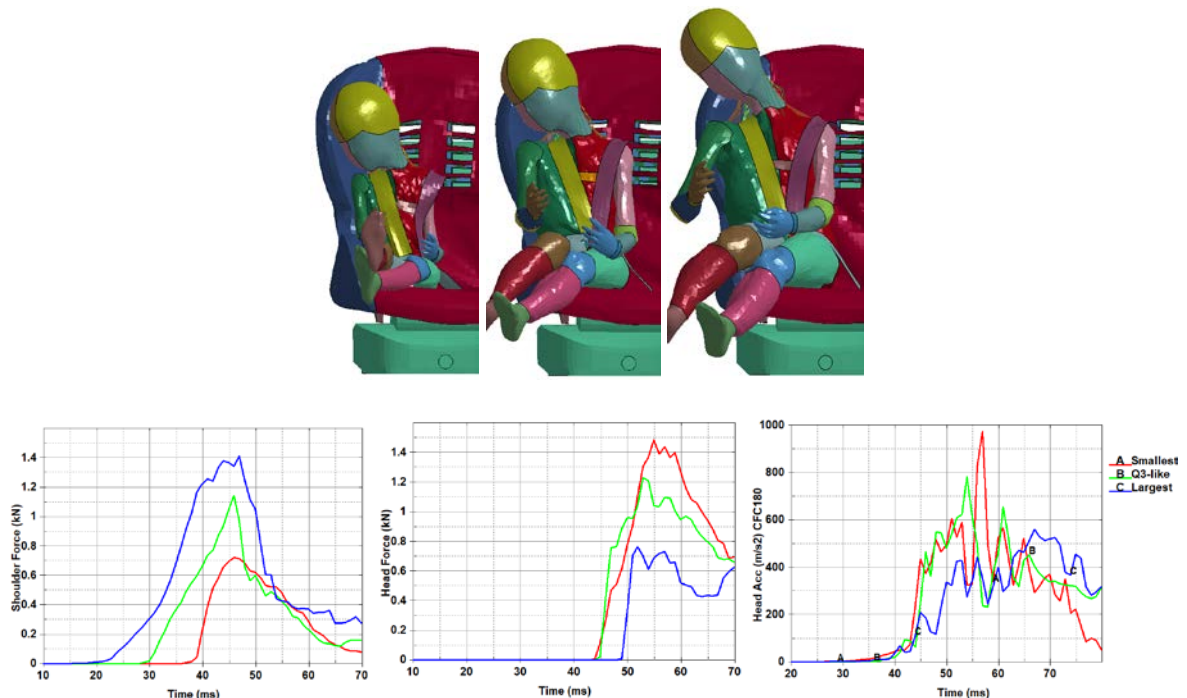 Shoulder Force (kN)
1.4
1.2
1
0.8
0.6
0.4
0.2
0
10 20 30 40 50 60 70
Time (ms)
Head Force (kN)
1.4
1.2
1
0.8
0.6
0.4
0.2
0
10 20 30 40 50 60 70
Time (ms)
Head Acc (m/s2) CFC180
1000
800
600
400
200
0
20 40 60
Time (ms)
A B C A B C
A Smallest
B Q3-like
C Largest